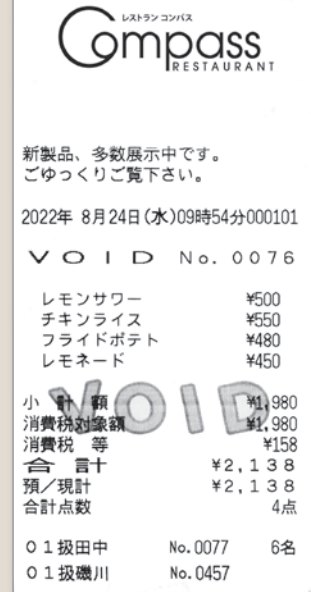 レストラン コンパス
Compass
RESTAURANT
新製品、多数展示中です。
ごゆっくりご覧下さい。
2022年 8月24日(水)09時54分000101
VOID No.0076
レモンサワー ¥500
チキンライス ¥550
フライドポテト ¥480
レモネード ¥450
小 計 額 ¥1,980
消費税対象額 ¥1,980
消費税 等 ¥158
合 計 ¥2,138
預/現計 ¥2,138
合計点数 4点
VOID
01扱田中 No.0077 6名
01扱磯川 No.0457